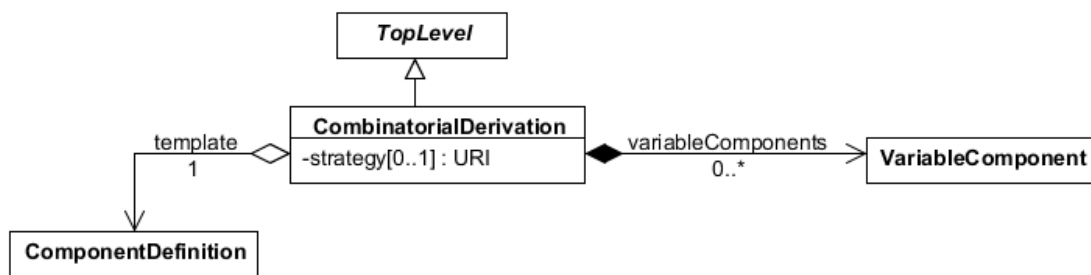 TopLevel
CombinatorialDerivation
-strategy[0..1] : URI
template
1
variableComponents
0..*
VariableComponent
ComponentDefinition